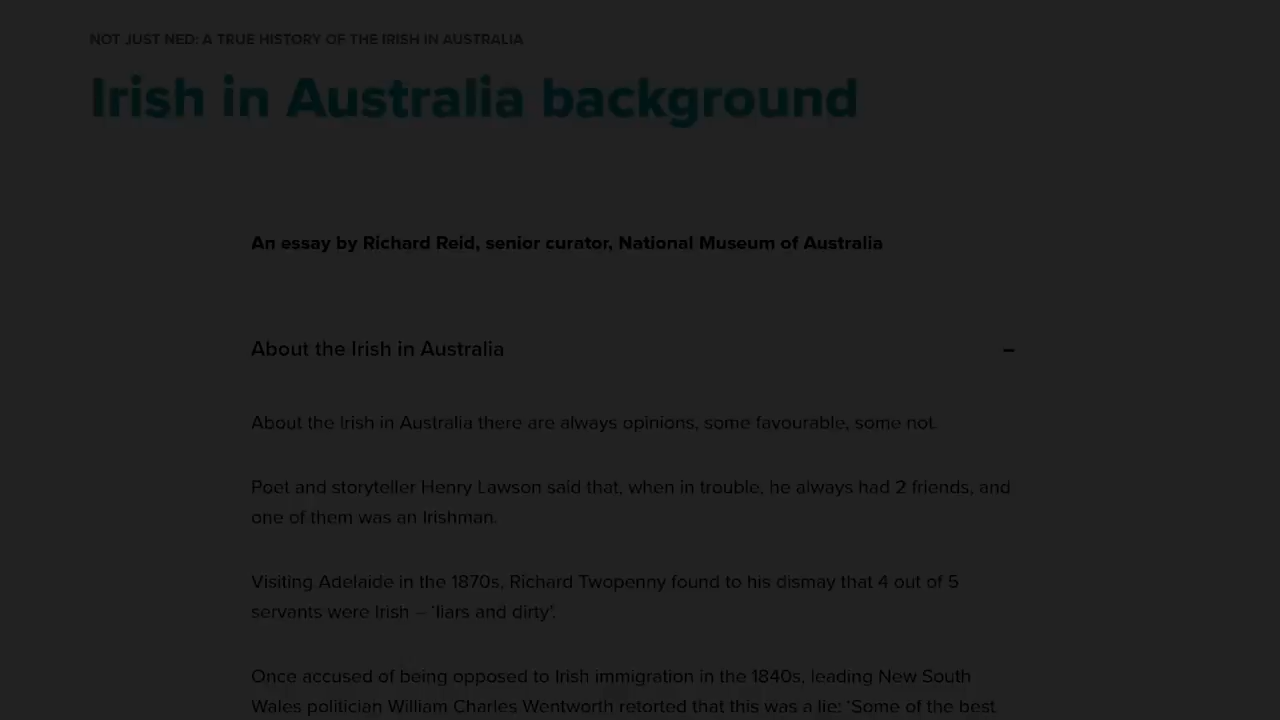 NOT JUST NED: A TRUE HISTORY OF THE IRISH IN AUSTRALIA
Irish in Australia background
An essay by Richard Reid, senior curator, National Museum of Australia
About the Irish in Australia –
About the Irish in Australia there are always opinions, some favourable, some not.
Poet and storyteller Henry Lawson said that, when in trouble, he always had 2 friends, and
one of them was an Irishman.
Visiting Adelaide in the 1870s, Richard Twopenny found to his dismay that 4 out of 5
servants were Irish – 'liars and dirty'.
Once accused of being opposed to Irish immigration in the 1840s, leading New South
Wales politician William Charles Wentworth retorted that this was a lie: 'Some of the best